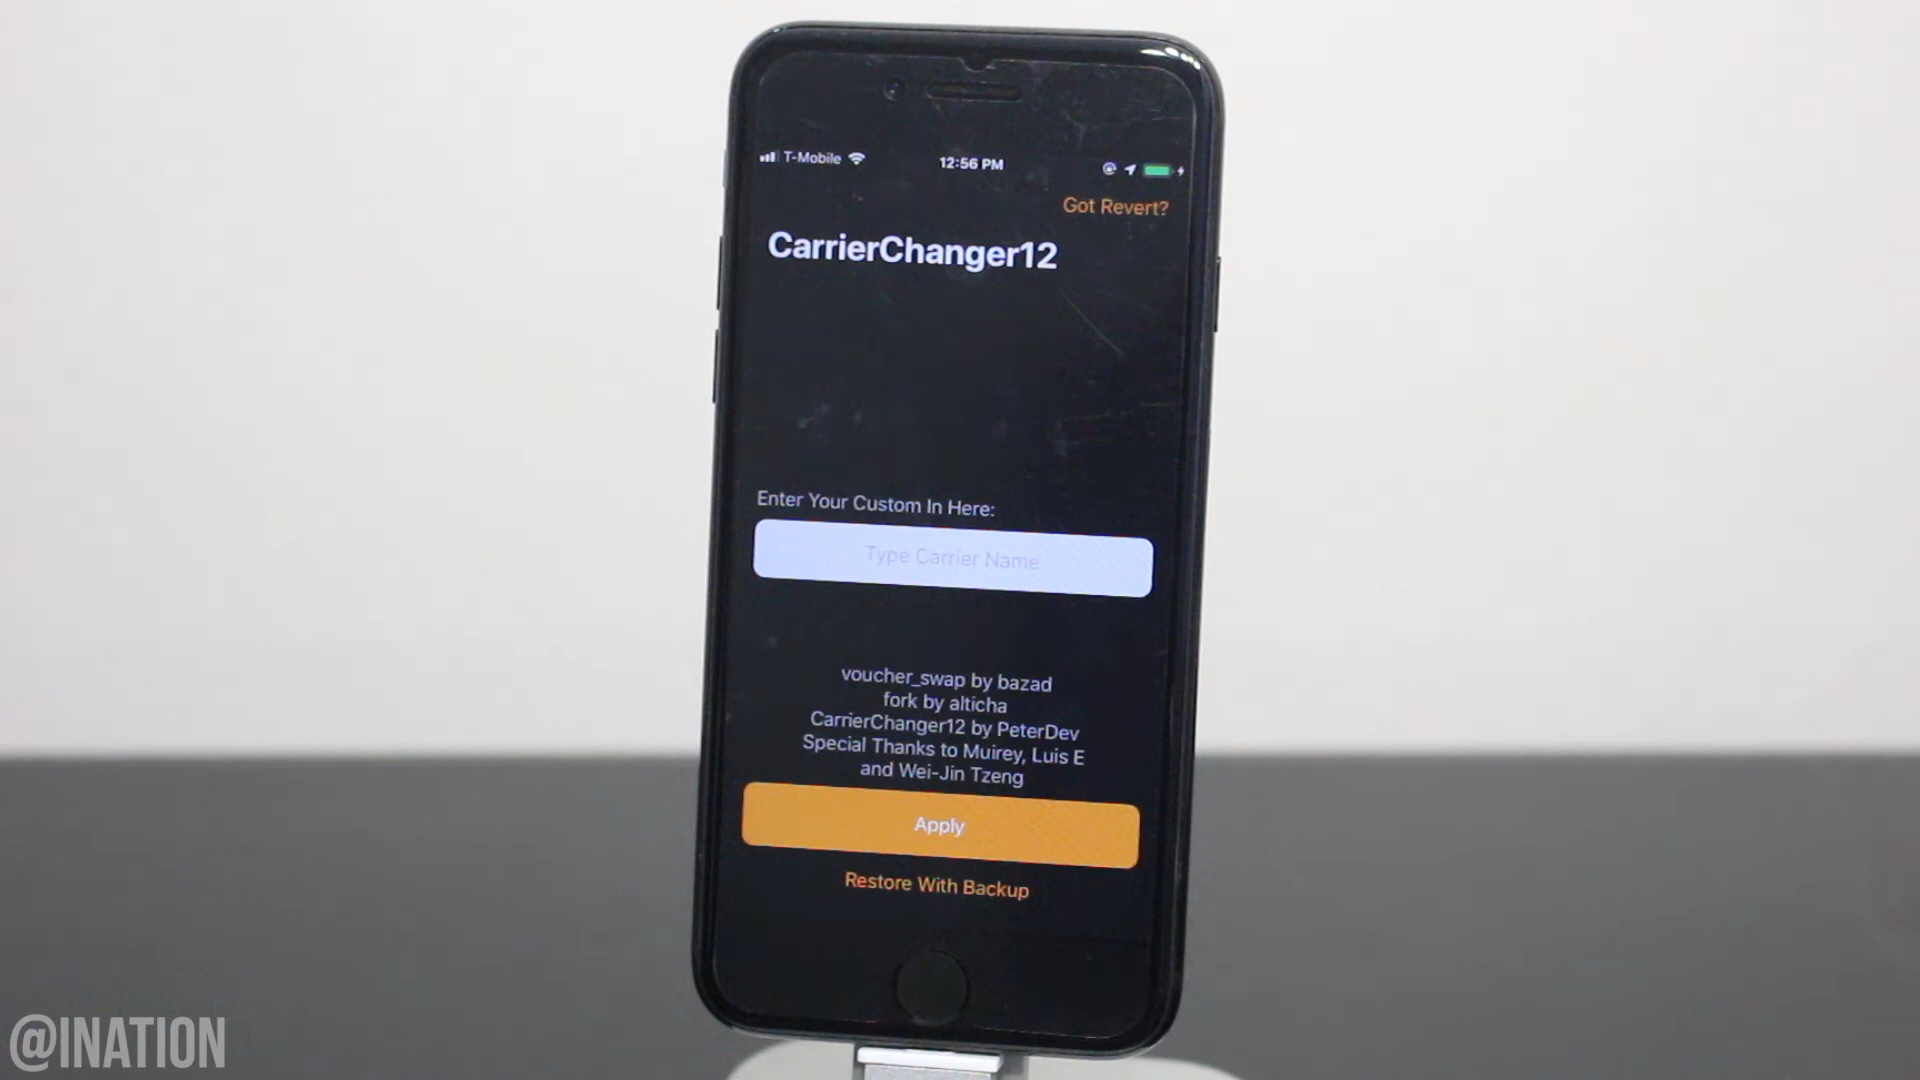 T-Mobile 12:56 PM
Got Revert?
CarrierChanger12
Enter Your Custom In Here:
Type Carrier Name
voucher_swap by bazad
fork by alticha
CarrierChanger12 by PeterDev
Special Thanks to Muirey, Luis E
and Wei-Jin Tzeng
Apply
Restore With Backup
@INATION